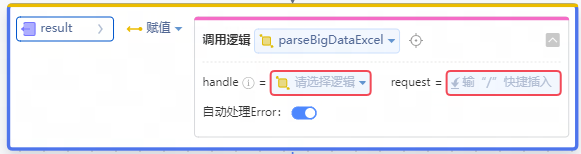 result 赋值 调用逻辑 parseBigDataExcel
handle = 请选择逻辑 request = 输“/”快捷插入
自动处理Error：